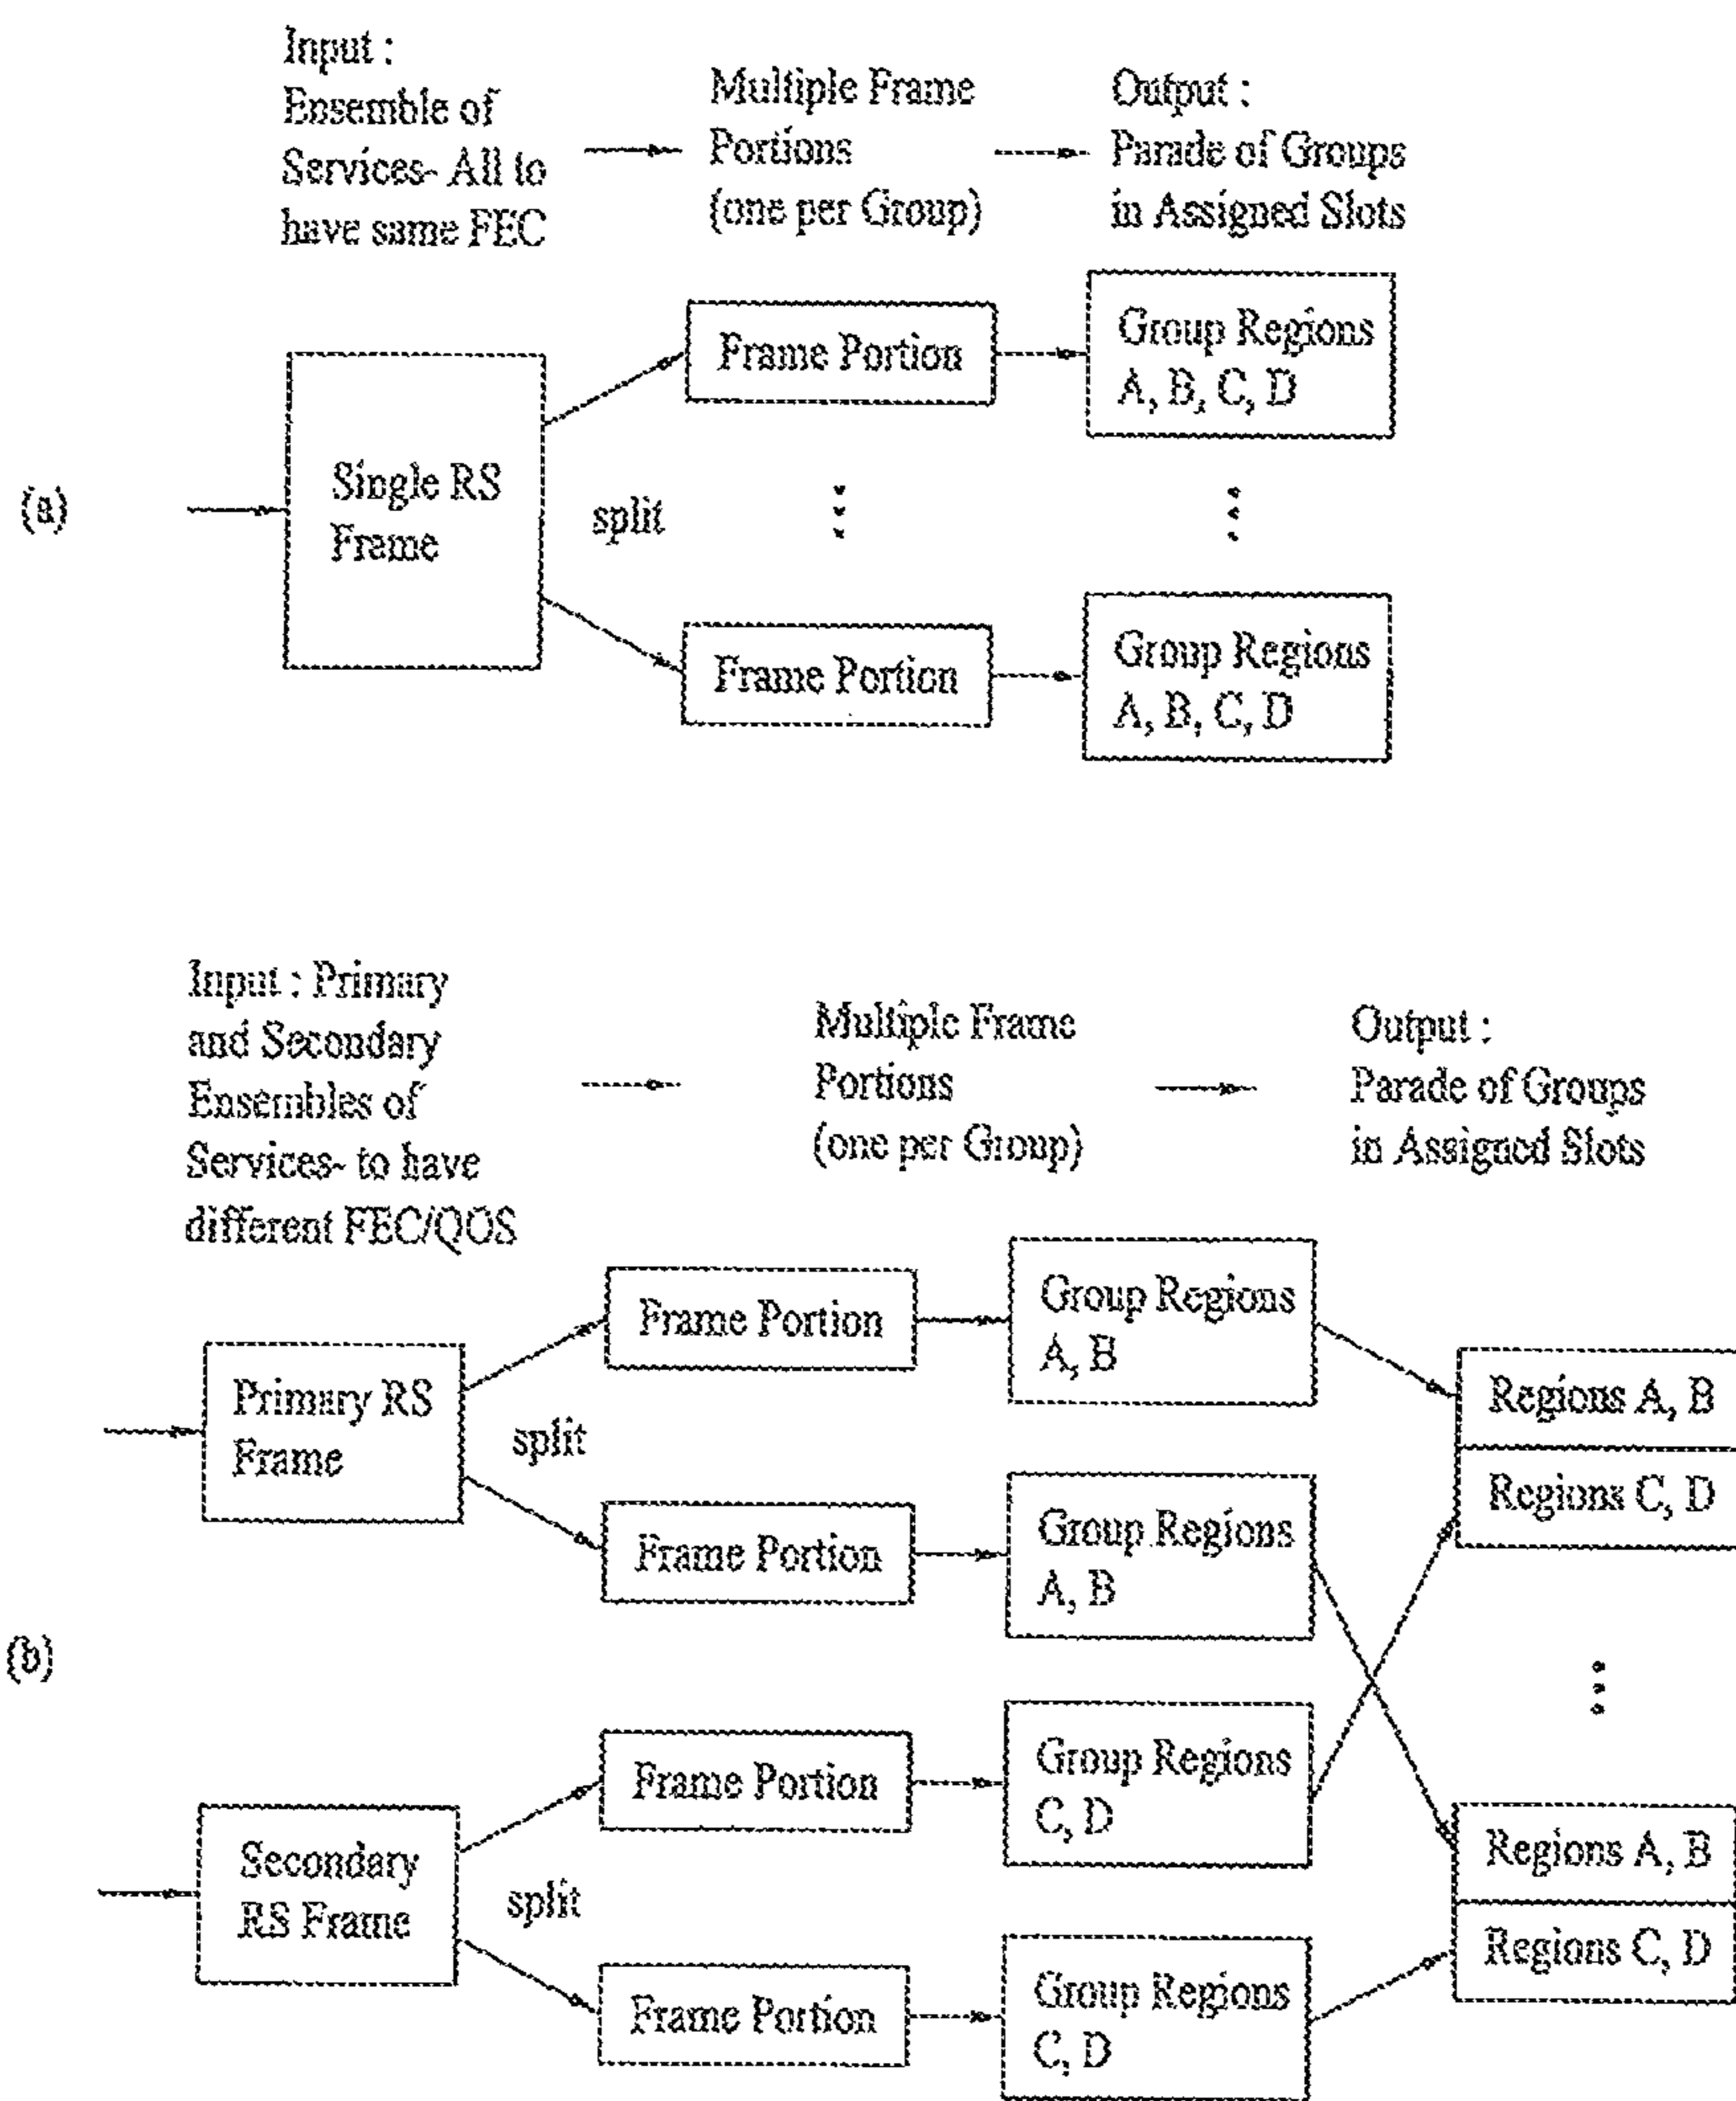 Input :
Ensemble of
Services- All to
have same FEC
Multiple Frame
Portions
(one per Group)
Output :
Parade of Groups
in Assigned Slots
(a)
Single RS
Frame
split
Frame Portion
Group Regions
A, B, C, D
Frame Portion
Group Regions
A, B, C, D
Input : Primary
and Secondary
Ensembles of
Services- to have
different FEC/QOS
Multiple Frame
Portions
(one per Group)
Output :
Parade of Groups
in Assigned Slots
(b)
Primary RS
Frame
split
Frame Portion
Group Regions
A, B
Frame Portion
Group Regions
A, B
Regions A, B
Regions C, D
Secondary
RS Frame
split
Frame Portion
Group Regions
C, D
Frame Portion
Group Regions
C, D
Regions A, B
Regions C, D